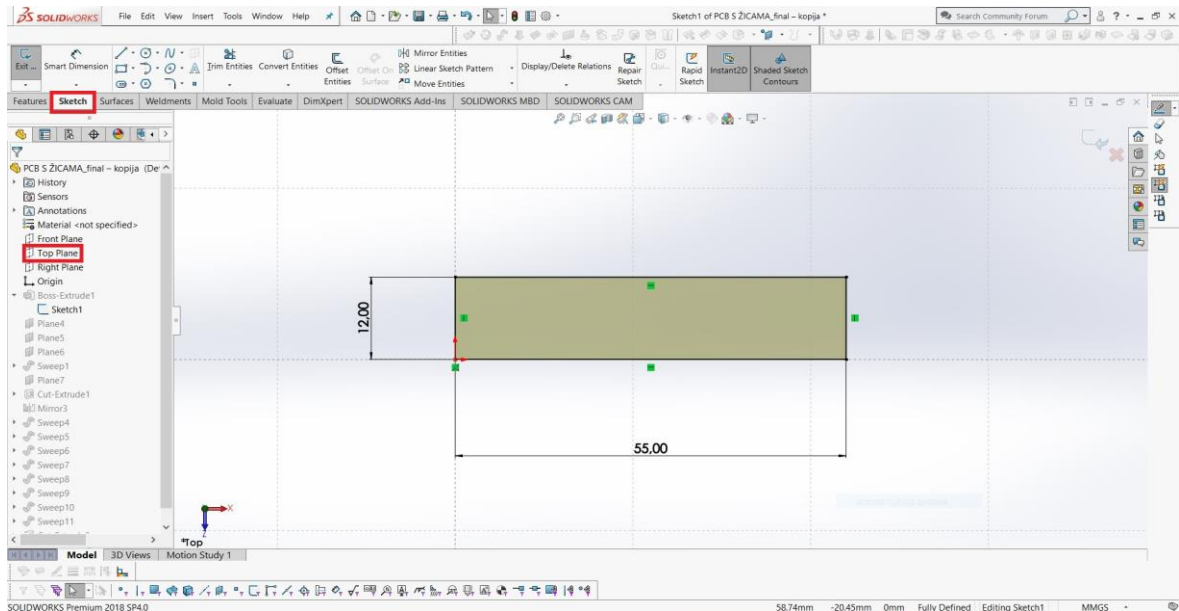 SOLIDWORKS File Edit View Insert Tools Window Help Sketch1 of PCB S ŽICAMA_final – kopija * Search Community Forum
Exit ... Smart Dimension Trim Entities Convert Entities Offset Entities Offset On Surface Mirror Entities Linear Sketch Pattern Move Entities Display/Delete Relations Repair Sketch Qui... Rapid Sketch Instant2D Shaded Sketch Contours
Features Sketch Surfaces Weldments Mold Tools Evaluate DimXpert SOLIDWORKS Add-Ins SOLIDWORKS MBD SOLIDWORKS CAM
PCB S ŽICAMA_final – kopija (De
History
Sensors
Annotations
Material <not specified>
Front Plane
Top Plane
Right Plane
Origin
Boss-Extrude1
Sketch1
Plane4
Plane5
Plane6
Sweep1
Plane7
Cut-Extrude1
Mirror3
Sweep4
Sweep5
Sweep6
Sweep7
Sweep8
Sweep9
Sweep10
Sweep11
12,00
55,00
X
Z
*Top
Model 3D Views Motion Study 1
SOLIDWORKS Premium 2018 SP4.0 58.74mm -20.45mm 0mm Fully Defined Editing Sketch1 MMGS